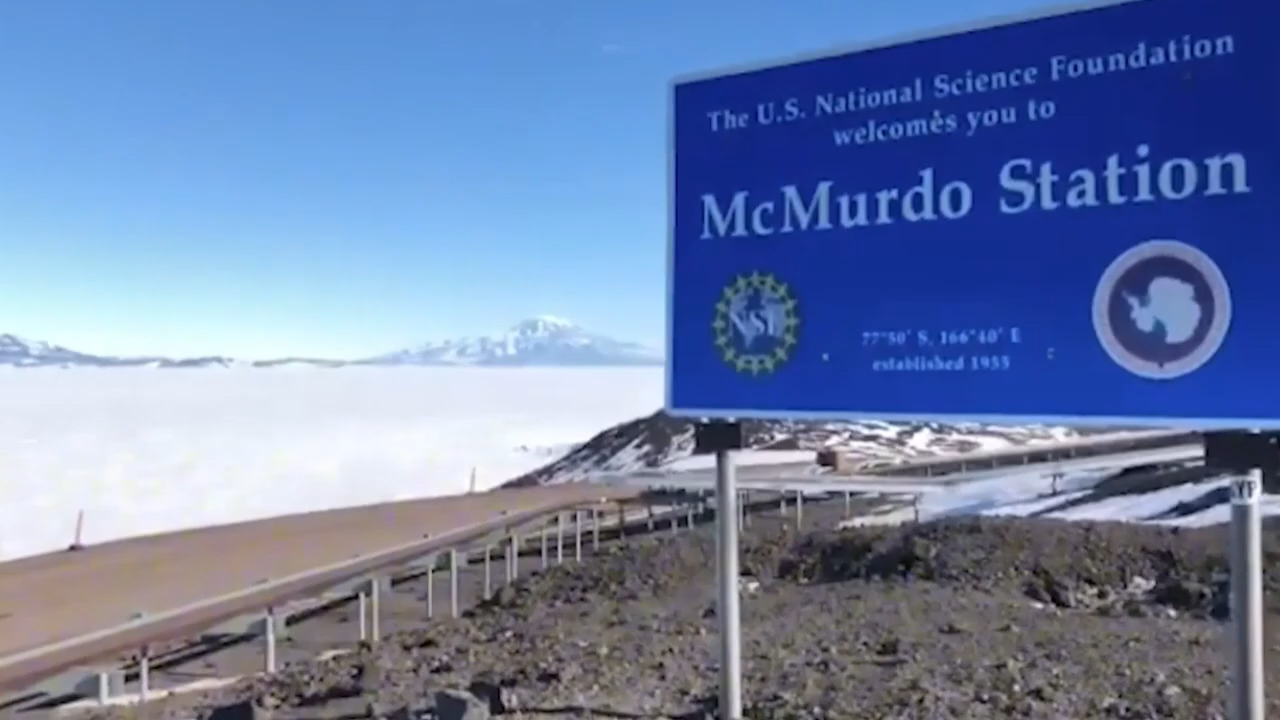 The U.S. National Science Foundation
welcomes you to
McMurdo Station
NSF
77°50' S, 166°40' E
established 1955